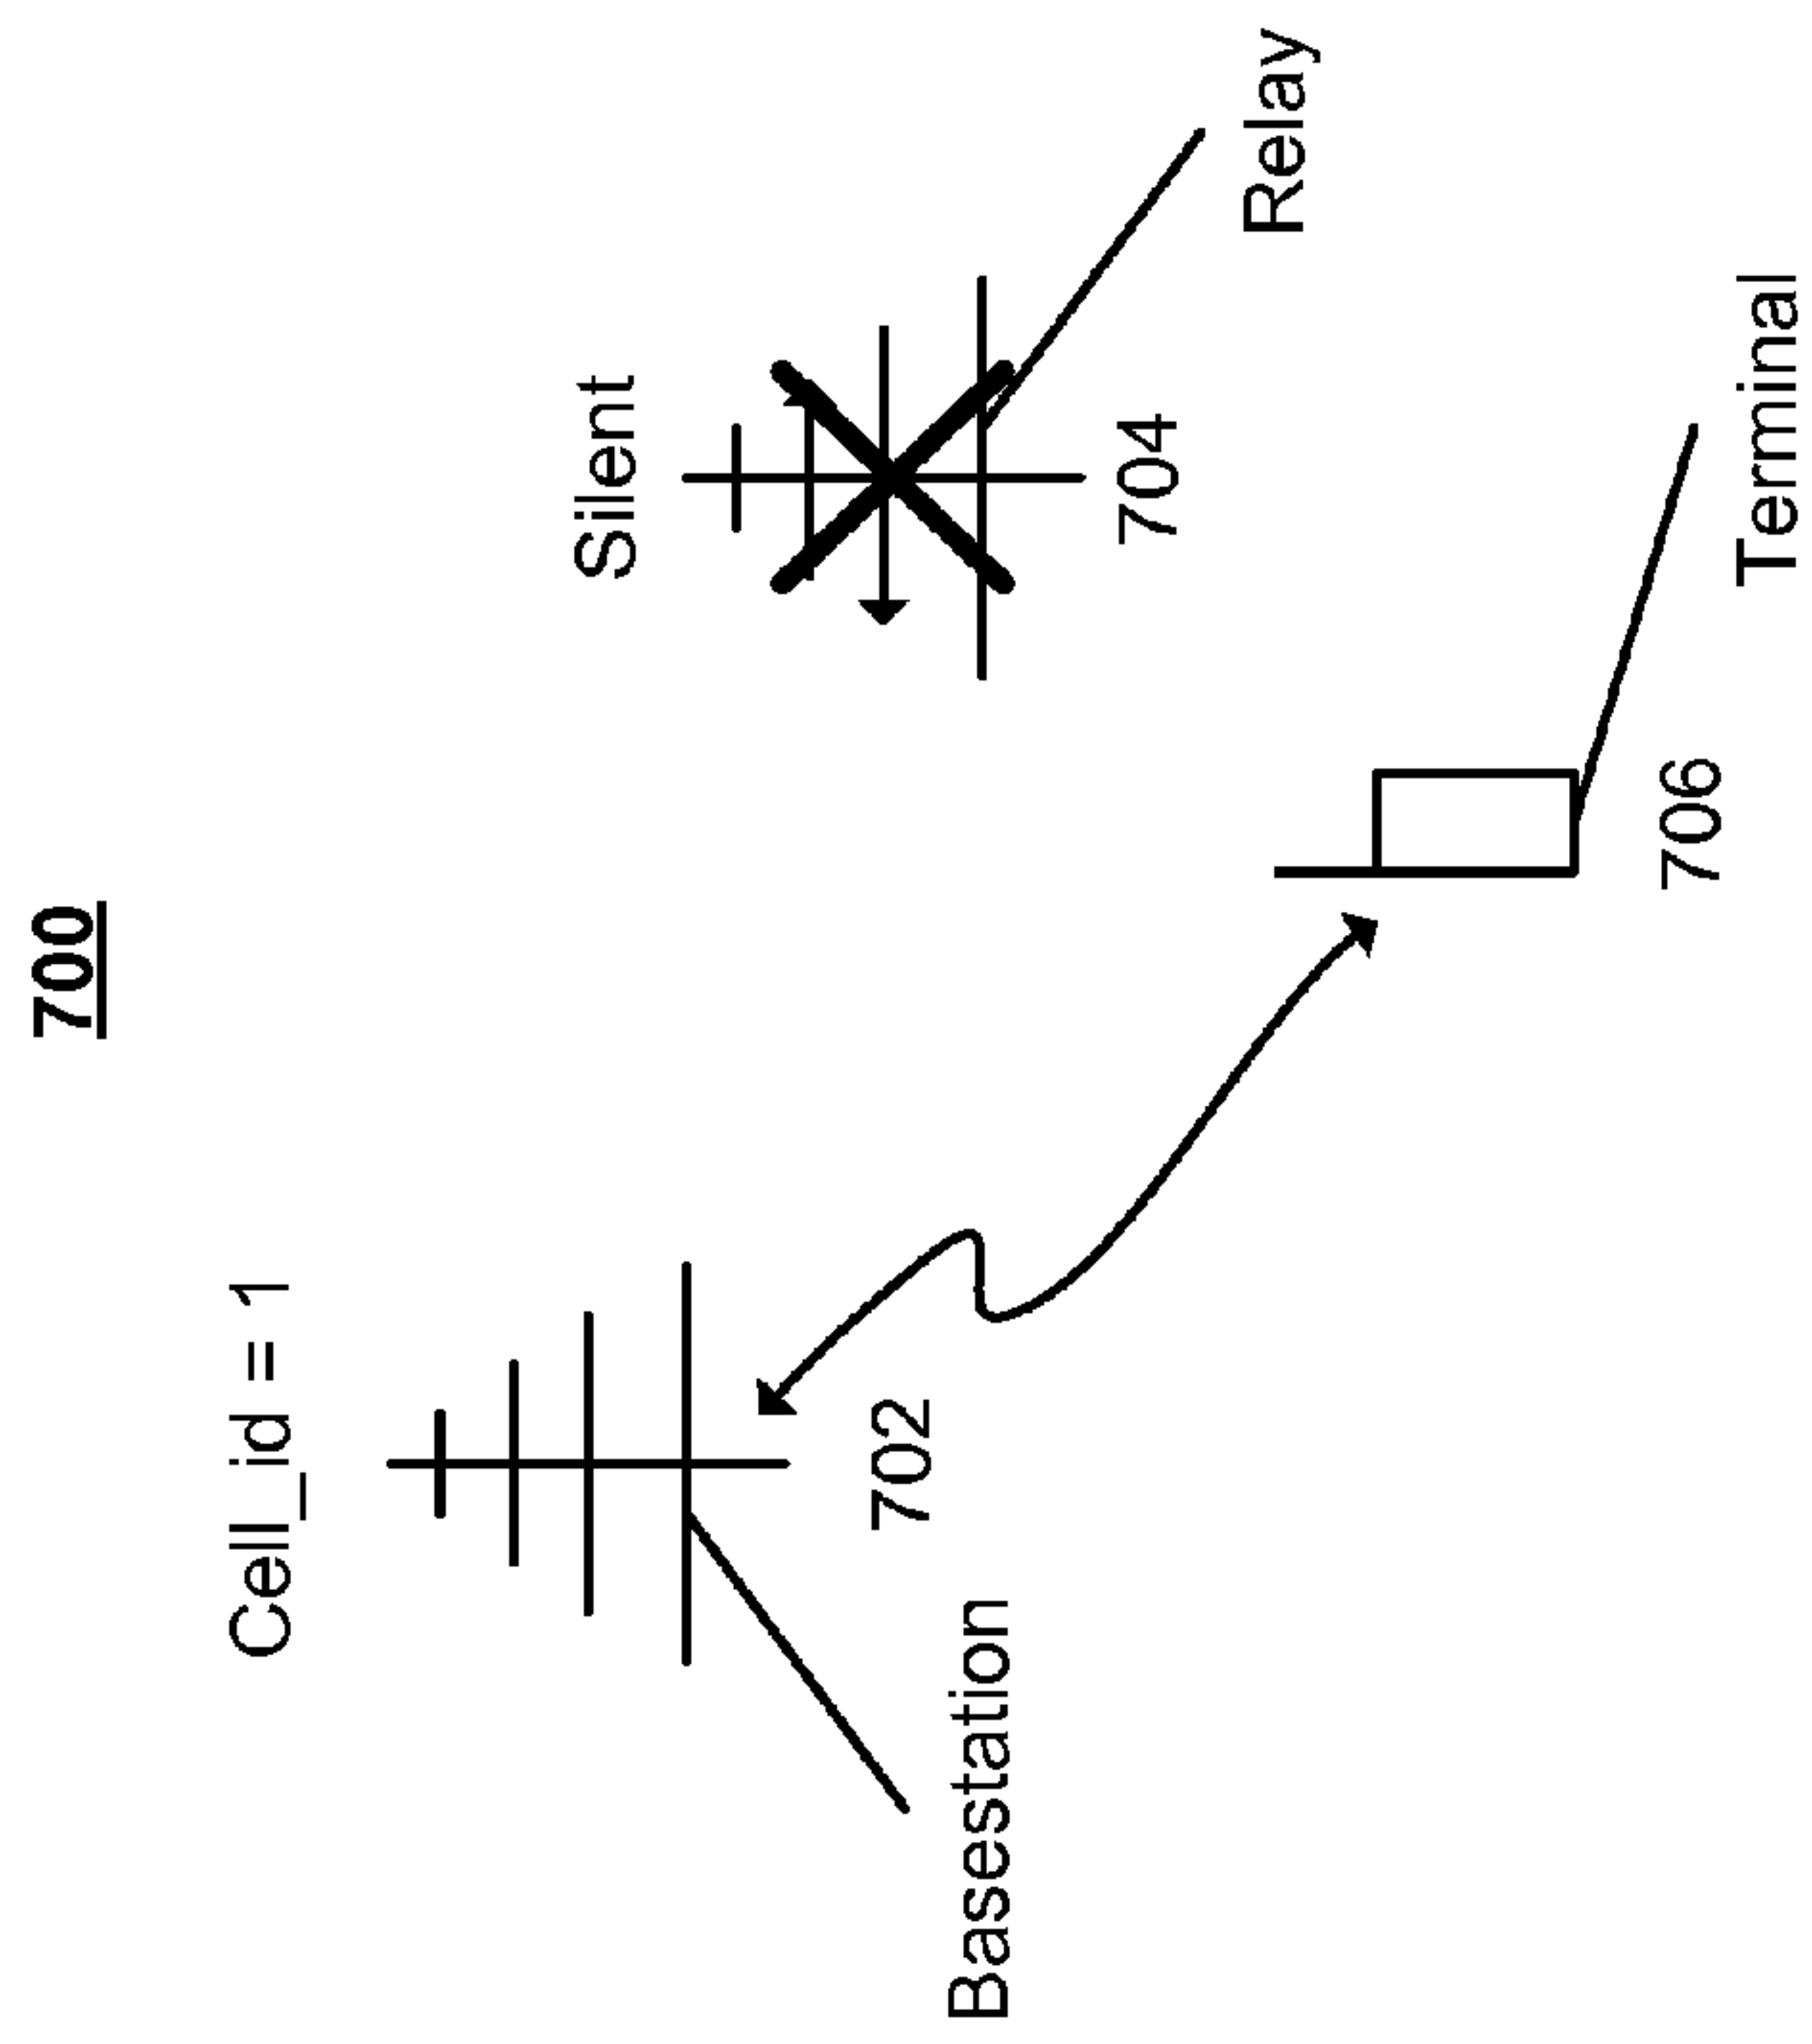 700
Cell_id = 1
Silent
702
704
Basestation
Relay
706
Terminal